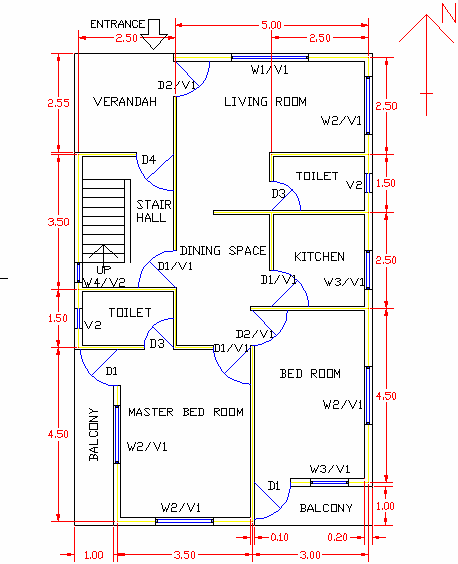 ENTRANCE
N
5.00
2.50
2.50
W1/V1
D2/V1
2.55
VERANDAH
LIVING ROOM
2.50
W2/V1
D4
TOILET
V2
1.50
D3
STAIR
HALL
3.50
DINING SPACE
KITCHEN
2.50
UP
D1/V1
D1/V1
W4/V2
W3/V1
TOILET
1.50
V2
D3
D2/V1
D1/V1
D1
BED ROOM
4.50
W2/V1
MASTER BED ROOM
BALCONY
4.50
W2/V1
W3/V1
D1
W2/V1
BALCONY
1.00
0.10
0.20
1.00
3.50
3.00